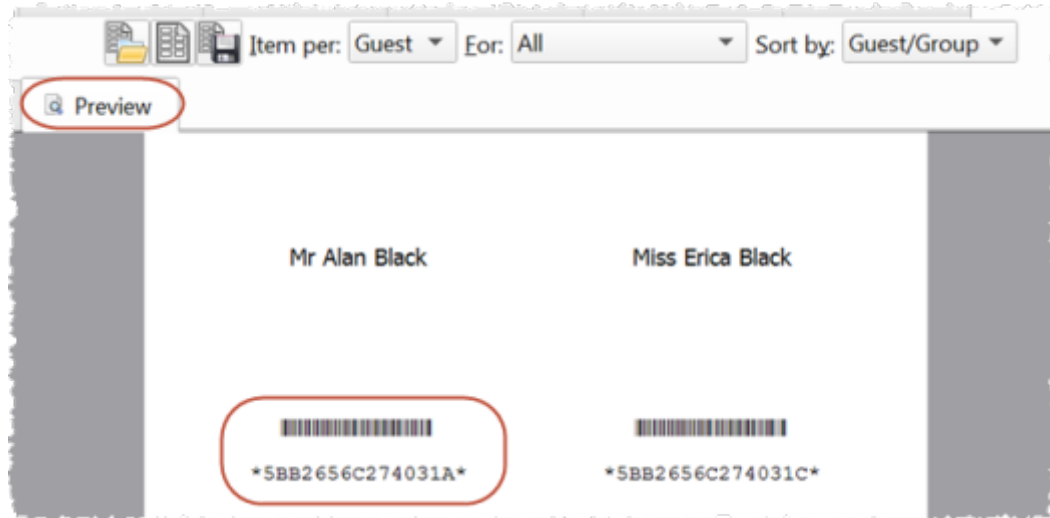 Item per: Guest For: All Sort by: Guest/Group
Preview
Mr Alan Black Miss Erica Black
*5BB2656C274031A* *5BB2656C274031C*